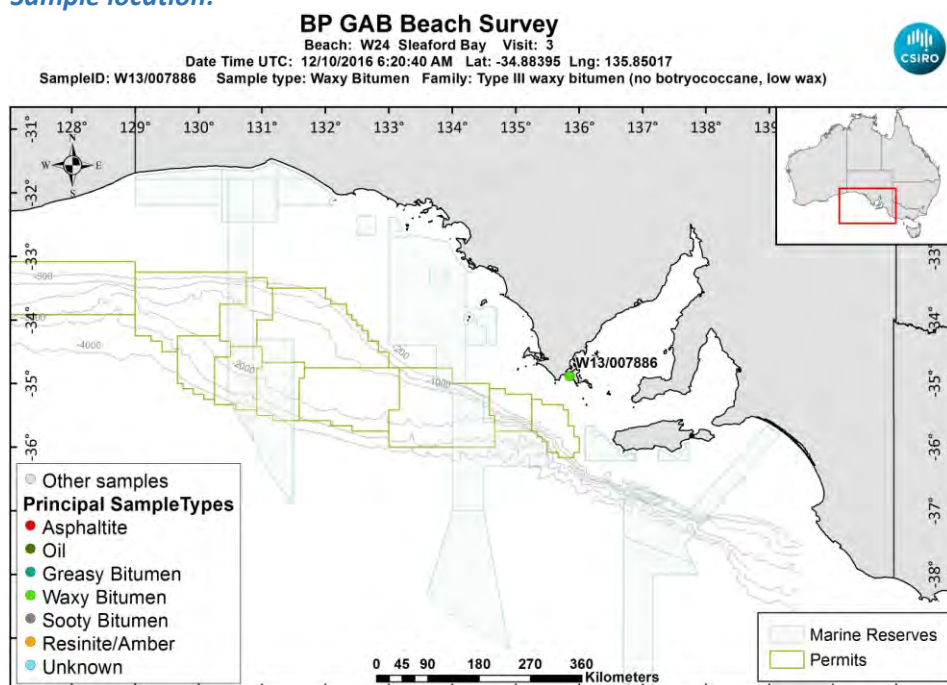 Sample location:
BP GAB Beach Survey
Beach: W24 Sleaford Bay Visit: 3
Date Time UTC: 12/10/2016 6:20:40 AM Lat: -34.88395 Lng: 135.85017
SampleID: W13/007886 Sample type: Waxy Bitumen Family: Type III waxy bitumen (no botryococcane, low wax)
CSIRO
128° 129° 130° 131° 132° 133° 134° 135° 136° 137° 138° 139
-31° -31°
N
W E
S
-32° -32°
-33° -33°
-34° -34°
-35° -35°
-36° -36°
-37°
-38°
-500
-200
-4000
-2000
-1000
W13/007886
Other samples
Principal SampleTypes
Asphaltite
Oil
Greasy Bitumen
Waxy Bitumen
Sooty Bitumen
Resinite/Amber
Unknown
0 45 90 180 270 360
Kilometers
Marine Reserves
Permits